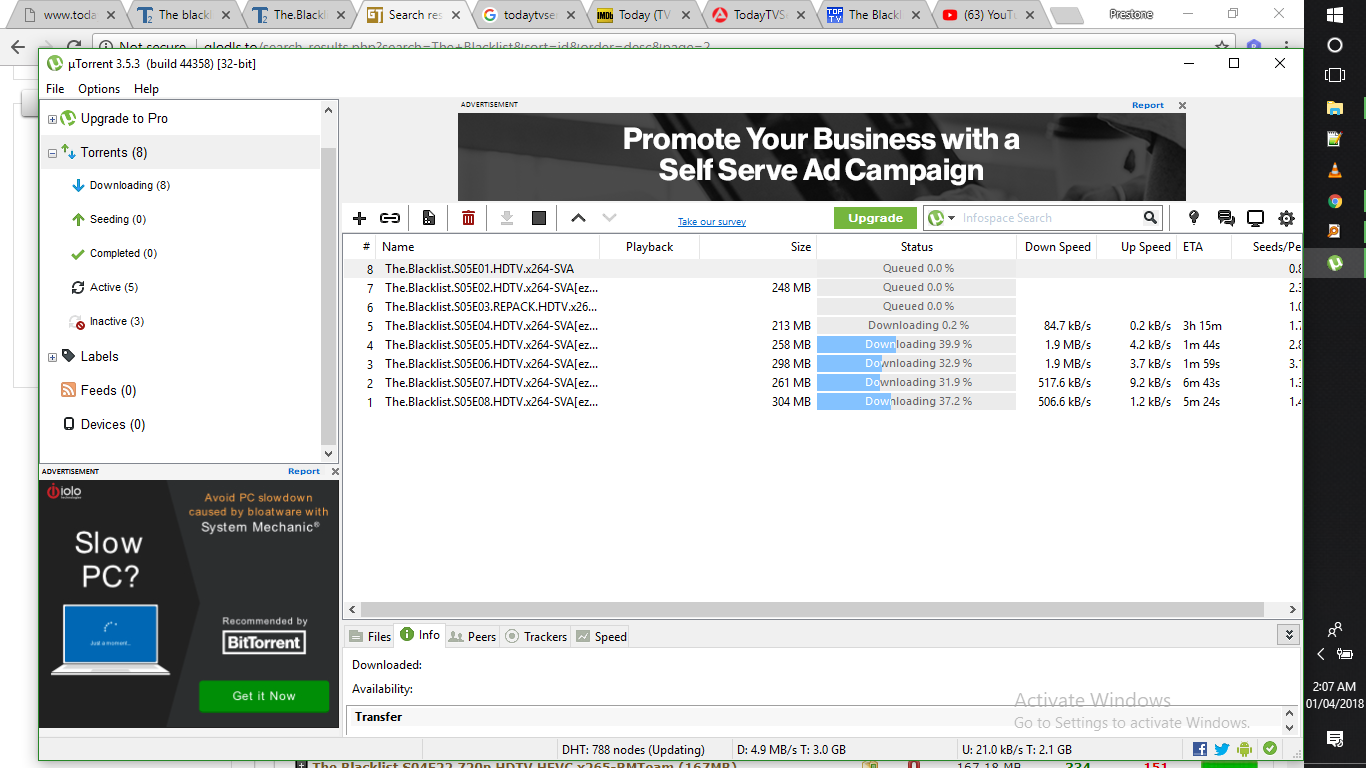 www.toda
The blackl
The.Blackl
Search res
todaytvser
Today (TV
TodayTVSe
The Blackl
(63) YouTu
Prestone
Not secure
glodls.to/search_results.php?search=The+Blacklist&sort=id&order=desc&page=2
µTorrent 3.5.3 (build 44358) [32-bit]
File Options Help
Upgrade to Pro
Torrents (8)
Downloading (8)
Seeding (0)
Completed (0)
Active (5)
Inactive (3)
Labels
Feeds (0)
Devices (0)
ADVERTISEMENT Report
iolo
technologies
Avoid PC slowdown
caused by bloatware with
System Mechanic®
Slow
PC?
Just a moment...
Recommended by
BitTorrent
Get it Now
ADVERTISEMENT Report
Promote Your Business with a
Self Serve Ad Campaign
Take our survey
Upgrade
Infospace Search
# Name Playback Size Status Down Speed Up Speed ETA Seeds/Pe
8 The.Blacklist.S05E01.HDTV.x264-SVA Queued 0.0 % 0.8
7 The.Blacklist.S05E02.HDTV.x264-SVA[ez... 248 MB Queued 0.0 % 2.3
6 The.Blacklist.S05E03.REPACK.HDTV.x26... Queued 0.0 % 1.0
5 The.Blacklist.S05E04.HDTV.x264-SVA[ez... 213 MB Downloading 0.2 % 84.7 kB/s 0.2 kB/s 3h 15m 1.7
4 The.Blacklist.S05E05.HDTV.x264-SVA[ez... 258 MB Downloading 39.9 % 1.9 MB/s 4.2 kB/s 1m 44s 2.8
3 The.Blacklist.S05E06.HDTV.x264-SVA[ez... 298 MB Downloading 32.9 % 1.9 MB/s 3.7 kB/s 1m 59s 3.1
2 The.Blacklist.S05E07.HDTV.x264-SVA[ez... 261 MB Downloading 31.9 % 517.6 kB/s 9.2 kB/s 6m 43s 1.3
1 The.Blacklist.S05E08.HDTV.x264-SVA[ez... 304 MB Downloading 37.2 % 506.6 kB/s 1.2 kB/s 5m 24s 1.4
Files Info Peers Trackers Speed
Downloaded:
Availability:
Transfer
Activate Windows
Go to Settings to activate Windows.
DHT: 788 nodes (Updating) D: 4.9 MB/s T: 3.0 GB U: 21.0 kB/s T: 2.1 GB
The Blacklist S04E22 720p HDTV HEVC x265-RMTeam (167MB) 167.18 MB 334 151
2:07 AM
01/04/2018